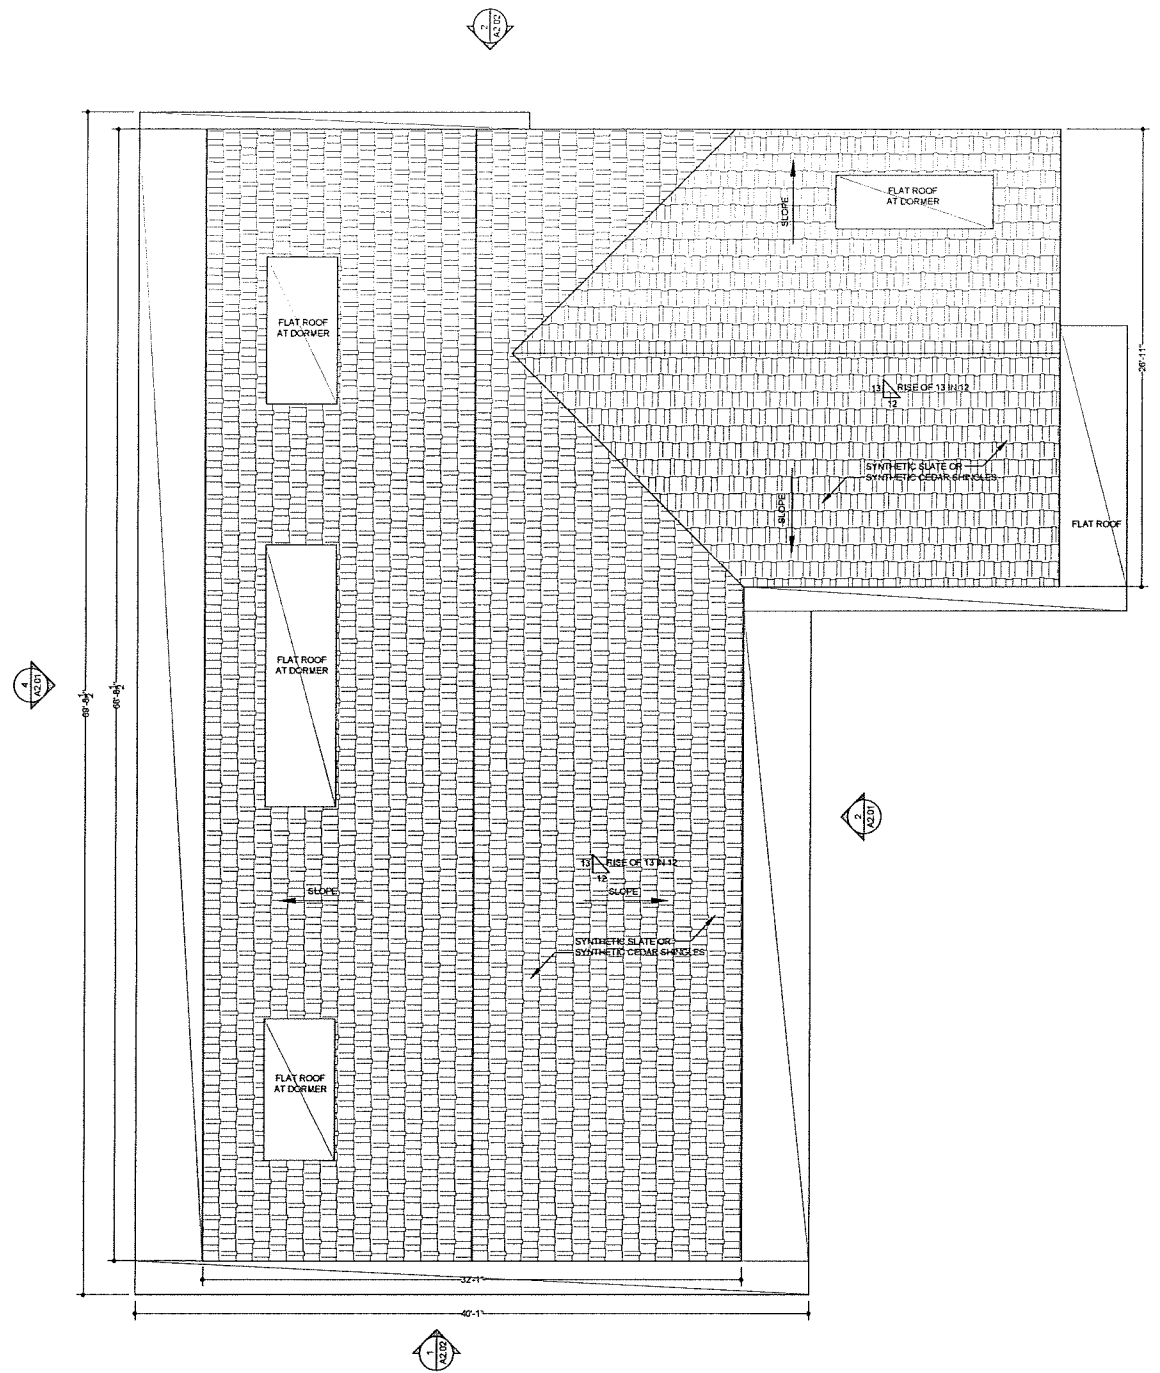 2
A2.02
FLAT ROOF
AT DORMER
SLOPE
FLAT ROOF
AT DORMER
13
RISE OF 13 IN 12
12
26'-11"
SYNTHETIC SLATE OR
SYNTHETIC CEDAR SHINGLES
SLOPE
FLAT ROOF
FLAT ROOF
AT DORMER
4
A2.01
69'-8½"
2
A2.01
13
RISE OF 13 IN 12
12
SLOPE
SLOPE
SYNTHETIC SLATE OR
SYNTHETIC CEDAR SHINGLES
FLAT ROOF
AT DORMER
32'-1"
40'-1"
1
A2.02